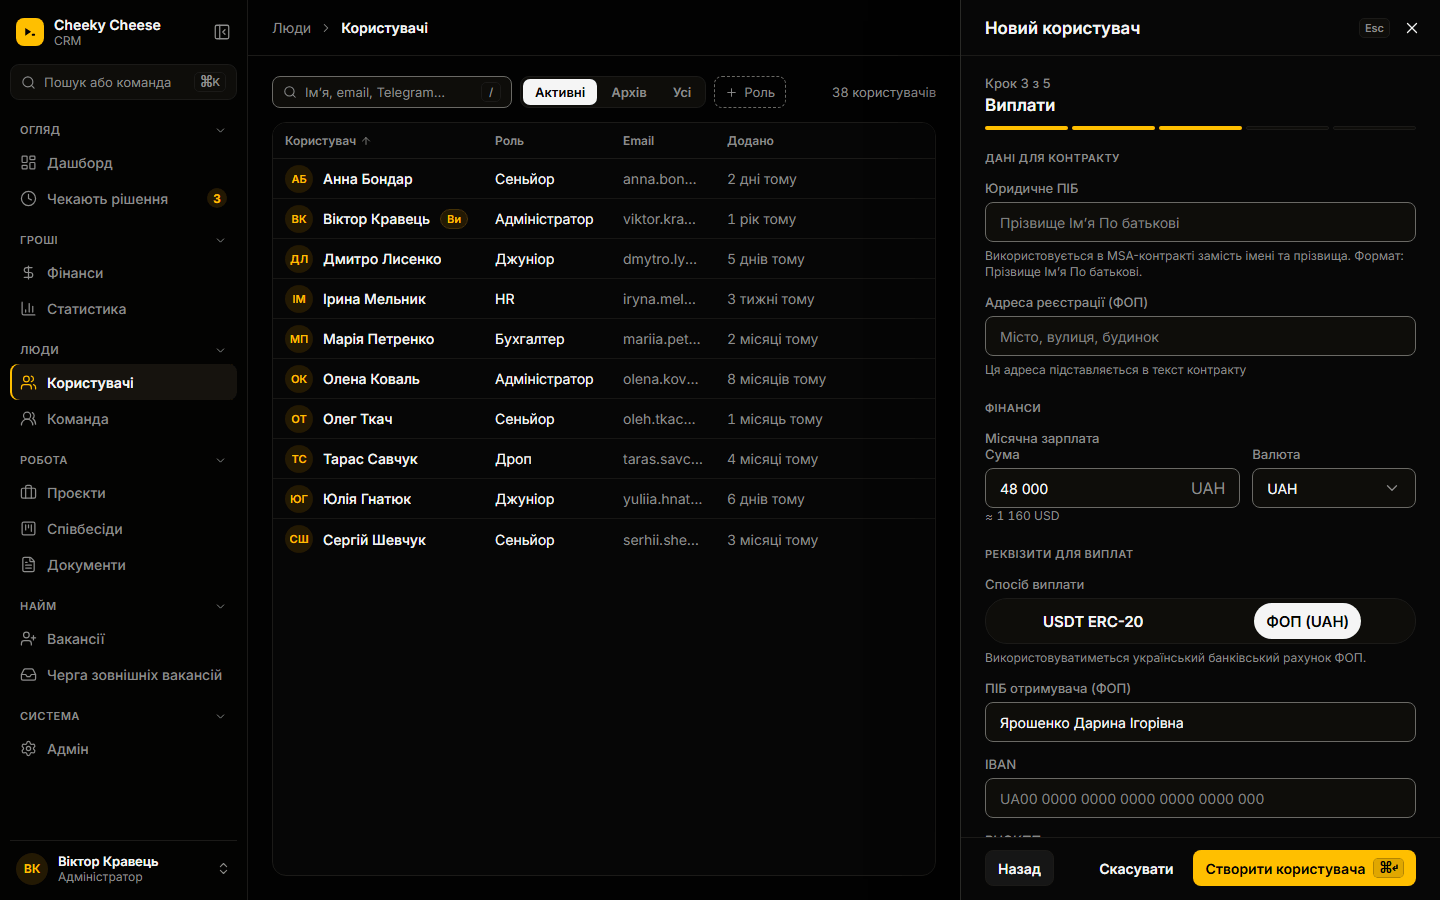 Cheeky Cheese
CRM
Пошук або команда ⌘K
ОГЛЯД
Дашборд
Чекають рішення 3
ГРОШІ
Фінанси
Статистика
ЛЮДИ
Користувачі
Команда
РОБОТА
Проєкти
Співбесіди
Документи
НАЙМ
Вакансії
Черга зовнішніх вакансій
СИСТЕМА
Адмін
ВК Віктор Кравець
Адміністратор
Люди > Користувачі
Ім'я, email, Telegram... /
Активні Архів Усі
+ Роль
38 користувачів
Користувач ↑ Роль Email Додано
АБ Анна Бондар Сеньйор anna.bon... 2 дні тому
ВК Віктор Кравець Ви Адміністратор viktor.kra... 1 рік тому
ДЛ Дмитро Лисенко Джуніор dmytro.ly... 5 днів тому
ІМ Ірина Мельник HR iryna.mel... 3 тижні тому
МП Марія Петренко Бухгалтер mariia.pet... 2 місяці тому
ОК Олена Коваль Адміністратор olena.kov... 8 місяців тому
ОТ Олег Ткач Сеньйор oleh.tkac... 1 місяць тому
ТС Тарас Савчук Дроп taras.savc... 4 місяці тому
ЮГ Юлія Гнатюк Джуніор yuliia.hnat... 6 днів тому
СШ Сергій Шевчук Сеньйор serhii.she... 3 місяці тому
Новий користувач Esc
Крок 3 з 5
Виплати
ДАНІ ДЛЯ КОНТРАКТУ
Юридичне ПІБ
Прізвище Ім'я По батькові
Використовується в MSA-контракті замість імені та прізвища. Формат:
Прізвище Ім'я По батькові.
Адреса реєстрації (ФОП)
Місто, вулиця, будинок
Ця адреса підставляється в текст контракту
ФІНАНСИ
Місячна зарплата
Сума Валюта
48 000 UAH UAH
≈ 1 160 USD
РЕКВІЗИТИ ДЛЯ ВИПЛАТ
Спосіб виплати
USDT ERC-20 ФОП (UAH)
Використовуватиметься український банківський рахунок ФОП.
ПІБ отримувача (ФОП)
Ярошенко Дарина Ігорівна
IBAN
UA00 0000 0000 0000 0000 0000 000
Назад Скасувати Створити користувача ⌘↵